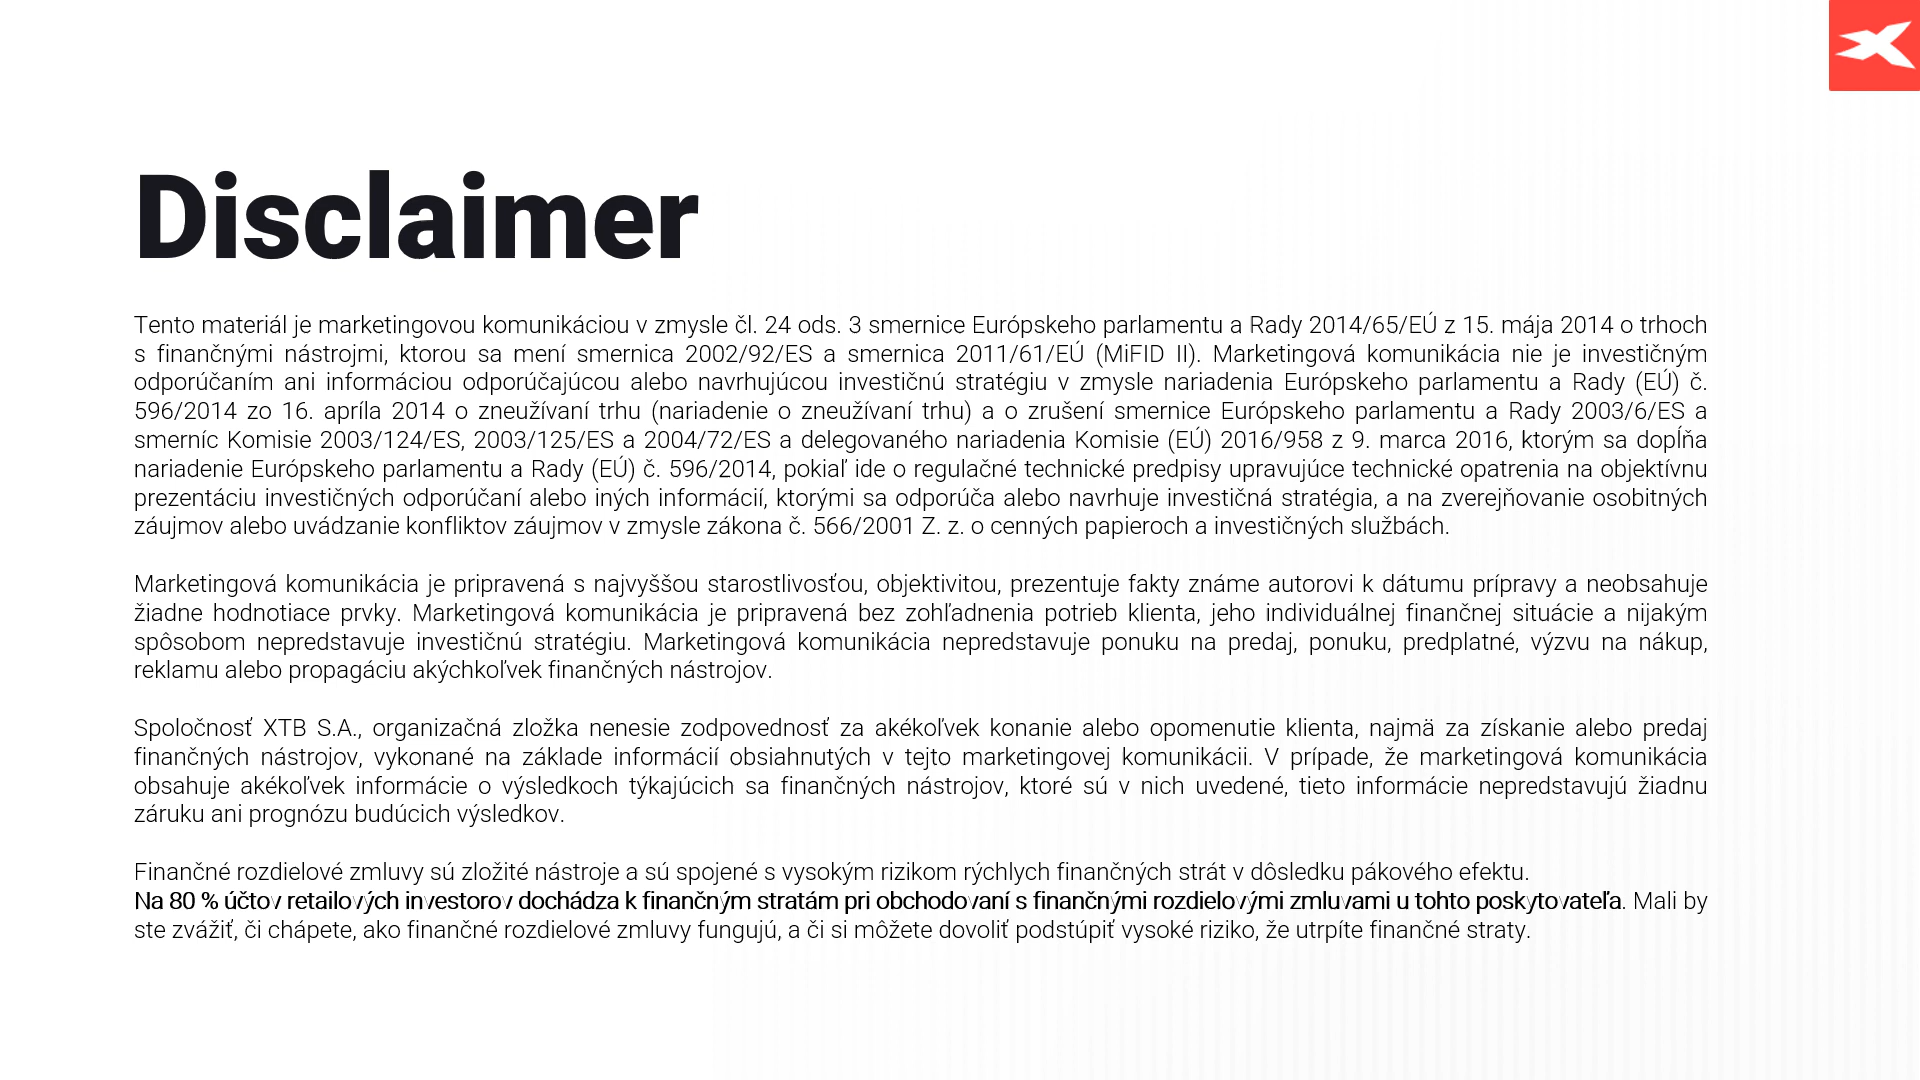 Disclaimer
Tento materiál je marketingovou komunikáciou v zmysle čl. 24 ods. 3 smernice Európskeho parlamentu a Rady 2014/65/EÚ z 15. mája 2014 o trhoch
s finančnými nástrojmi, ktorou sa mení smernica 2002/92/ES a smernica 2011/61/EÚ (MiFID II). Marketingová komunikácia nie je investičným
odporúčaním ani informáciou odporúčajúcou alebo navrhujúcou investičnú stratégiu v zmysle nariadenia Európskeho parlamentu a Rady (EÚ) č.
596/2014 zo 16. apríla 2014 o zneužívaní trhu (nariadenie o zneužívaní trhu) a o zrušení smernice Európskeho parlamentu a Rady 2003/6/ES a
smerníc Komisie 2003/124/ES, 2003/125/ES a 2004/72/ES a delegovaného nariadenia Komisie (EÚ) 2016/958 z 9. marca 2016, ktorým sa dopĺňa
nariadenie Európskeho parlamentu a Rady (EÚ) č. 596/2014, pokiaľ ide o regulačné technické predpisy upravujúce technické opatrenia na objektívnu
prezentáciu investičných odporúčaní alebo iných informácií, ktorými sa odporúča alebo navrhuje investičná stratégia, a na zverejňovanie osobitných
záujmov alebo uvádzanie konfliktov záujmov v zmysle zákona č. 566/2001 Z. z. o cenných papieroch a investičných službách.
Marketingová komunikácia je pripravená s najvyššou starostlivosťou, objektivitou, prezentuje fakty známe autorovi k dátumu prípravy a neobsahuje
žiadne hodnotiace prvky. Marketingová komunikácia je pripravená bez zohľadnenia potrieb klienta, jeho individuálnej finančnej situácie a nijakým
spôsobom nepredstavuje investičnú stratégiu. Marketingová komunikácia nepredstavuje ponuku na predaj, ponuku, predplatné, výzvu na nákup,
reklamu alebo propagáciu akýchkoľvek finančných nástrojov.
Spoločnosť XTB S.A., organizačná zložka nenesie zodpovednosť za akékoľvek konanie alebo opomenutie klienta, najmä za získanie alebo predaj
finančných nástrojov, vykonané na základe informácií obsiahnutých v tejto marketingovej komunikácii. V prípade, že marketingová komunikácia
obsahuje akékoľvek informácie o výsledkoch týkajúcich sa finančných nástrojov, ktoré sú v nich uvedené, tieto informácie nepredstavujú žiadnu
záruku ani prognózu budúcich výsledkov.
Finančné rozdielové zmluvy sú zložité nástroje a sú spojené s vysokým rizikom rýchlych finančných strát v dôsledku pákového efektu.
Na 80 % účtov retailových investorov dochádza k finančným stratám pri obchodovaní s finančnými rozdielovými zmluvami u tohto poskytovateľa. Mali by
ste zvážiť, či chápete, ako finančné rozdielové zmluvy fungujú, a či si môžete dovoliť podstúpiť vysoké riziko, že utrpíte finančné straty.